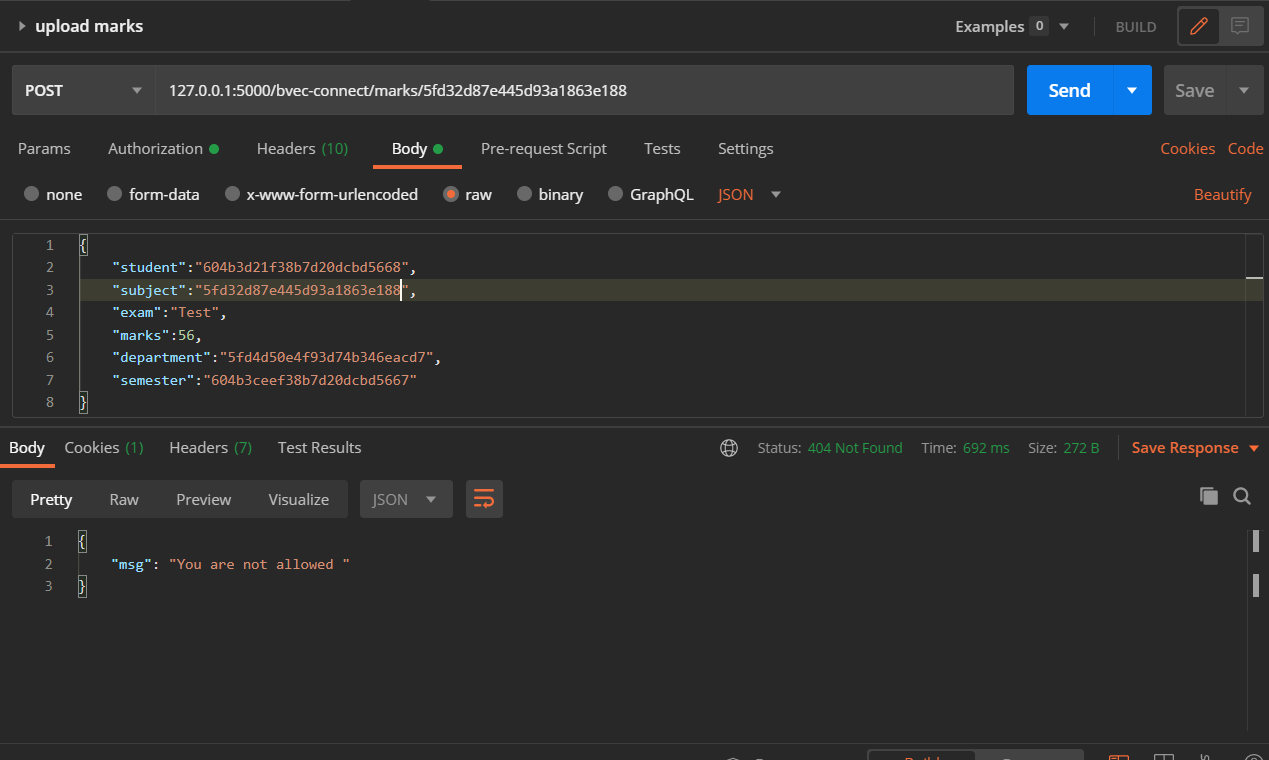 upload marks
Examples 0
BUILD
POST
127.0.0.1:5000/bvec-connect/marks/5fd32d87e445d93a1863e188
Send
Save
Params
Authorization
Headers (10)
Body
Pre-request Script
Tests
Settings
Cookies
Code
none
form-data
x-www-form-urlencoded
raw
binary
GraphQL
JSON
Beautify
1 {
2 "student":"604b3d21f38b7d20dcbd5668",
3 "subject":"5fd32d87e445d93a1863e188",
4 "exam":"Test",
5 "marks":56,
6 "department":"5fd4d50e4f93d74b346eacd7",
7 "semester":"604b3ceef38b7d20dcbd5667"
8 }
Body
Cookies (1)
Headers (7)
Test Results
Status: 404 Not Found
Time: 692 ms
Size: 272 B
Save Response
Pretty
Raw
Preview
Visualize
JSON
1 {
2 "msg": "You are not allowed "
3 }